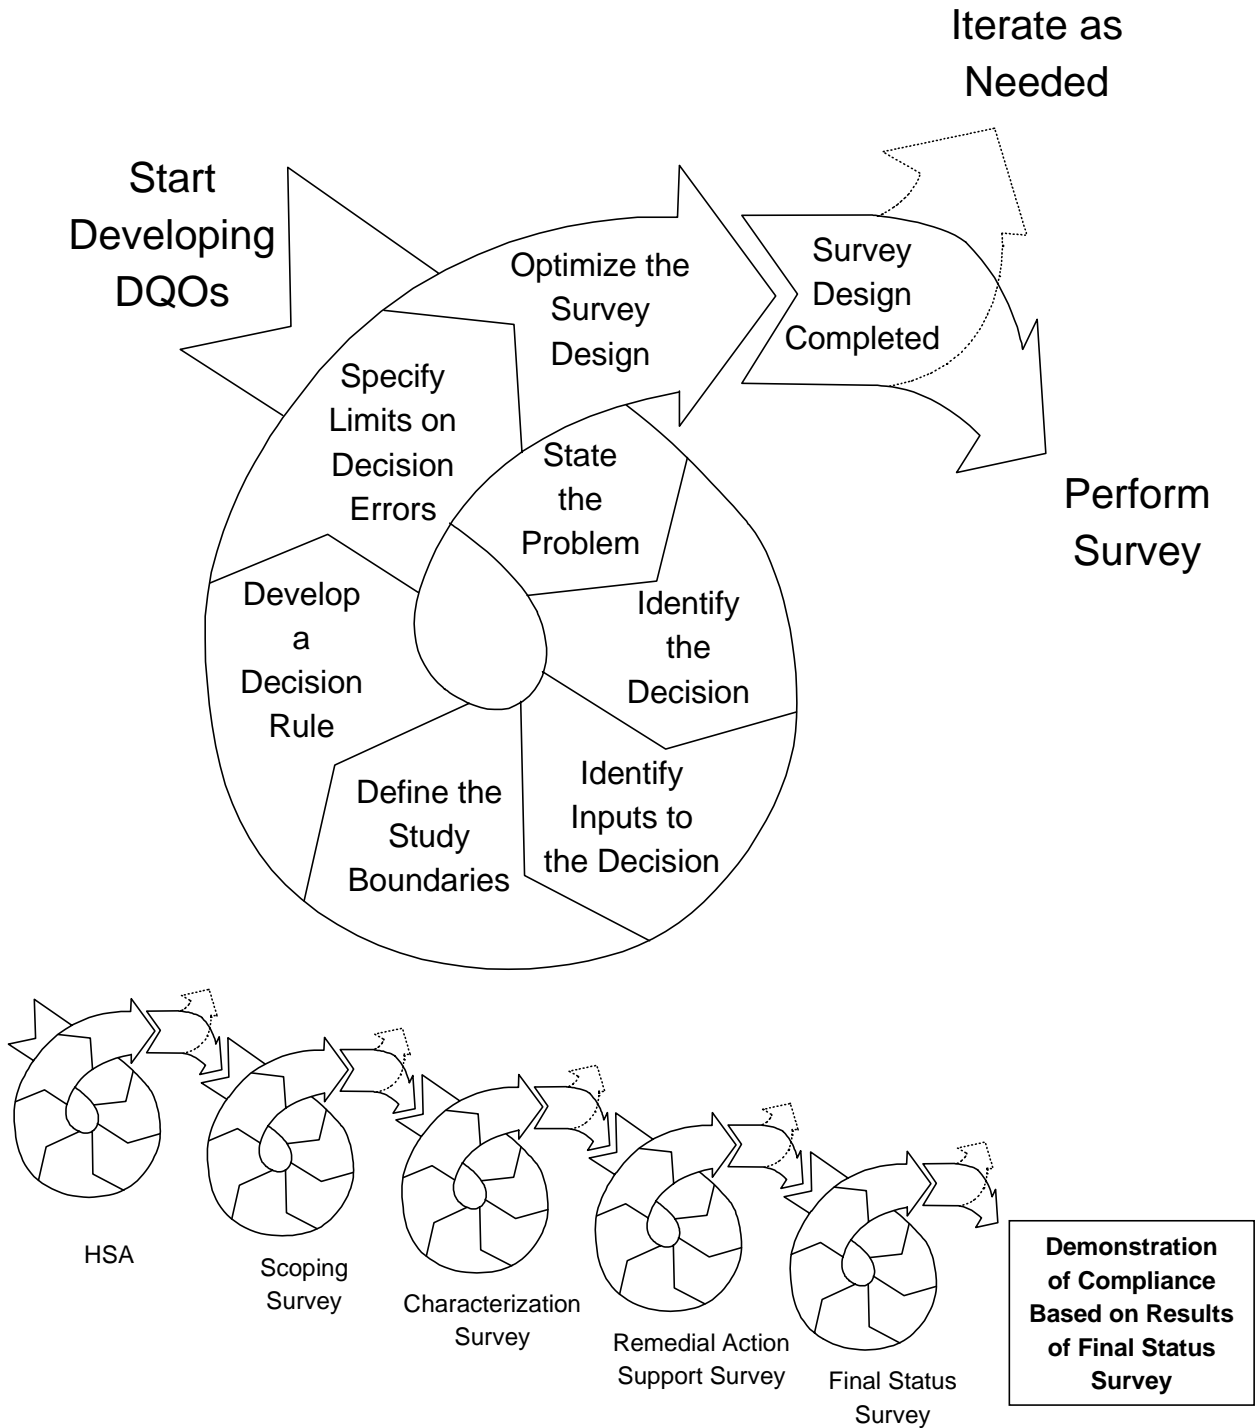 Iterate as
Needed
Start
Developing
DQOs
Optimize the
Survey
Design
Survey
Design
Completed
Specify
Limits on
Decision
Errors
State
the
Problem
Perform
Survey
Develop
a
Decision
Rule
Identify
the
Decision
Define the
Study
Boundaries
Identify
Inputs to
the Decision
HSA
Scoping
Survey
Characterization
Survey
Remedial Action
Support Survey
Final Status
Survey
Demonstration
of Compliance
Based on Results
of Final Status
Survey